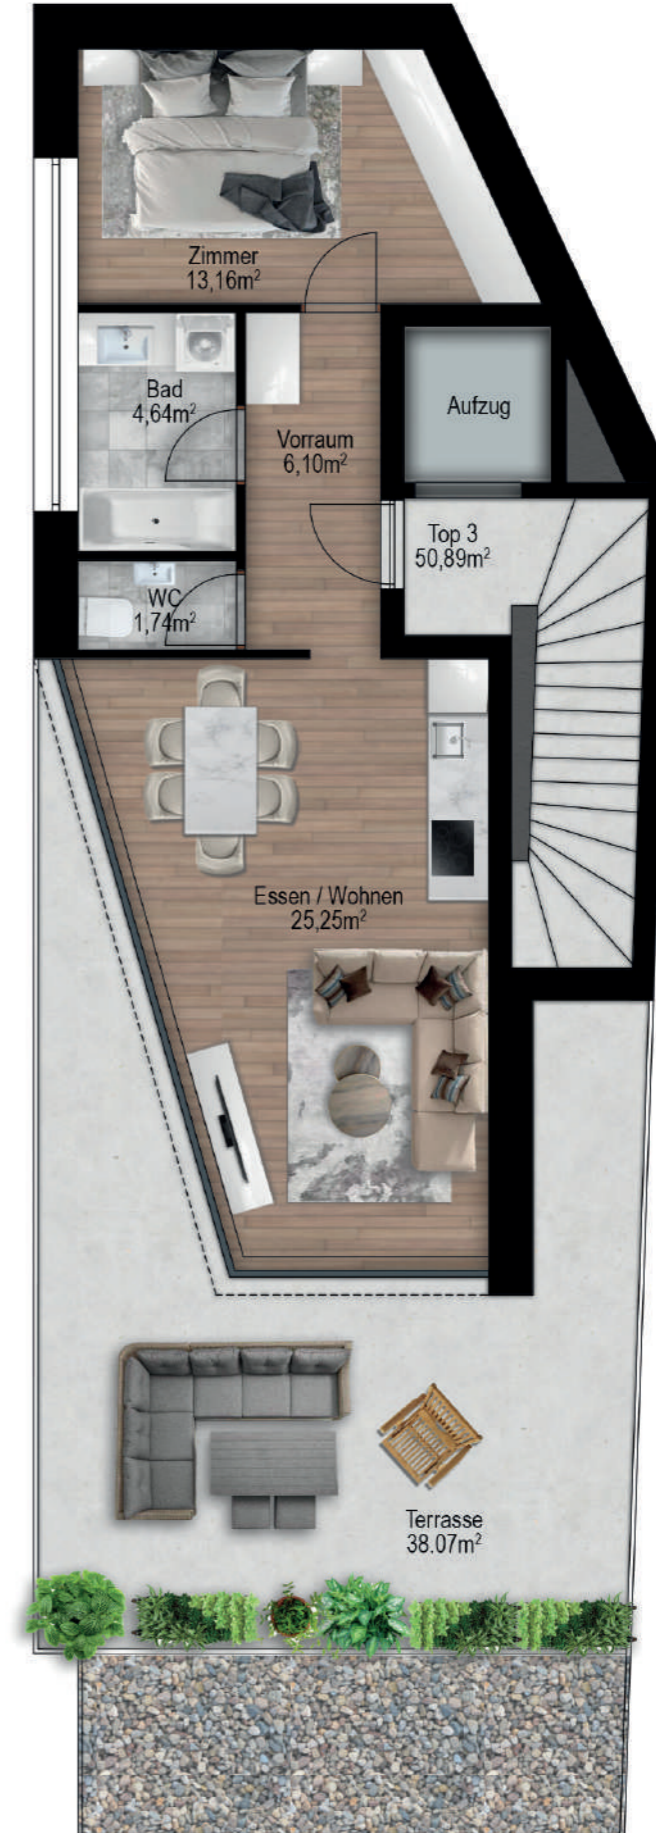 Zimmer
13,16m²
Bad
4,64m²
Aufzug
Vorraum
6,10m²
Top 3
50,89m²
WC
1,74m²
Essen / Wohnen
25,25m²
Terrasse
38.07m²